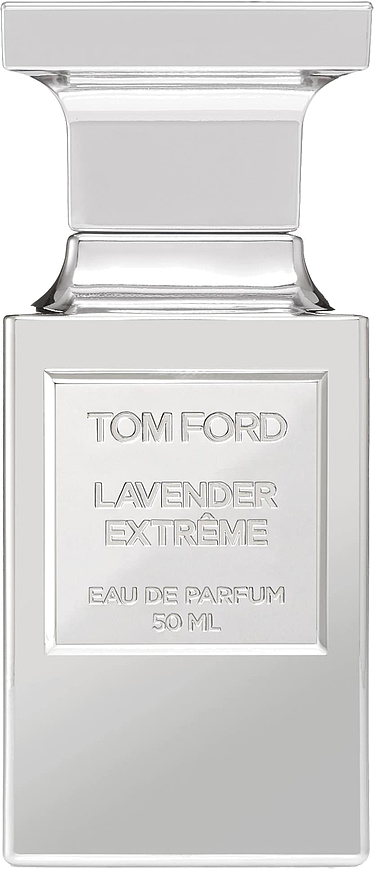 TOM FORD
LAVENDER
EXTRÊME
EAU DE PARFUM
50 ML